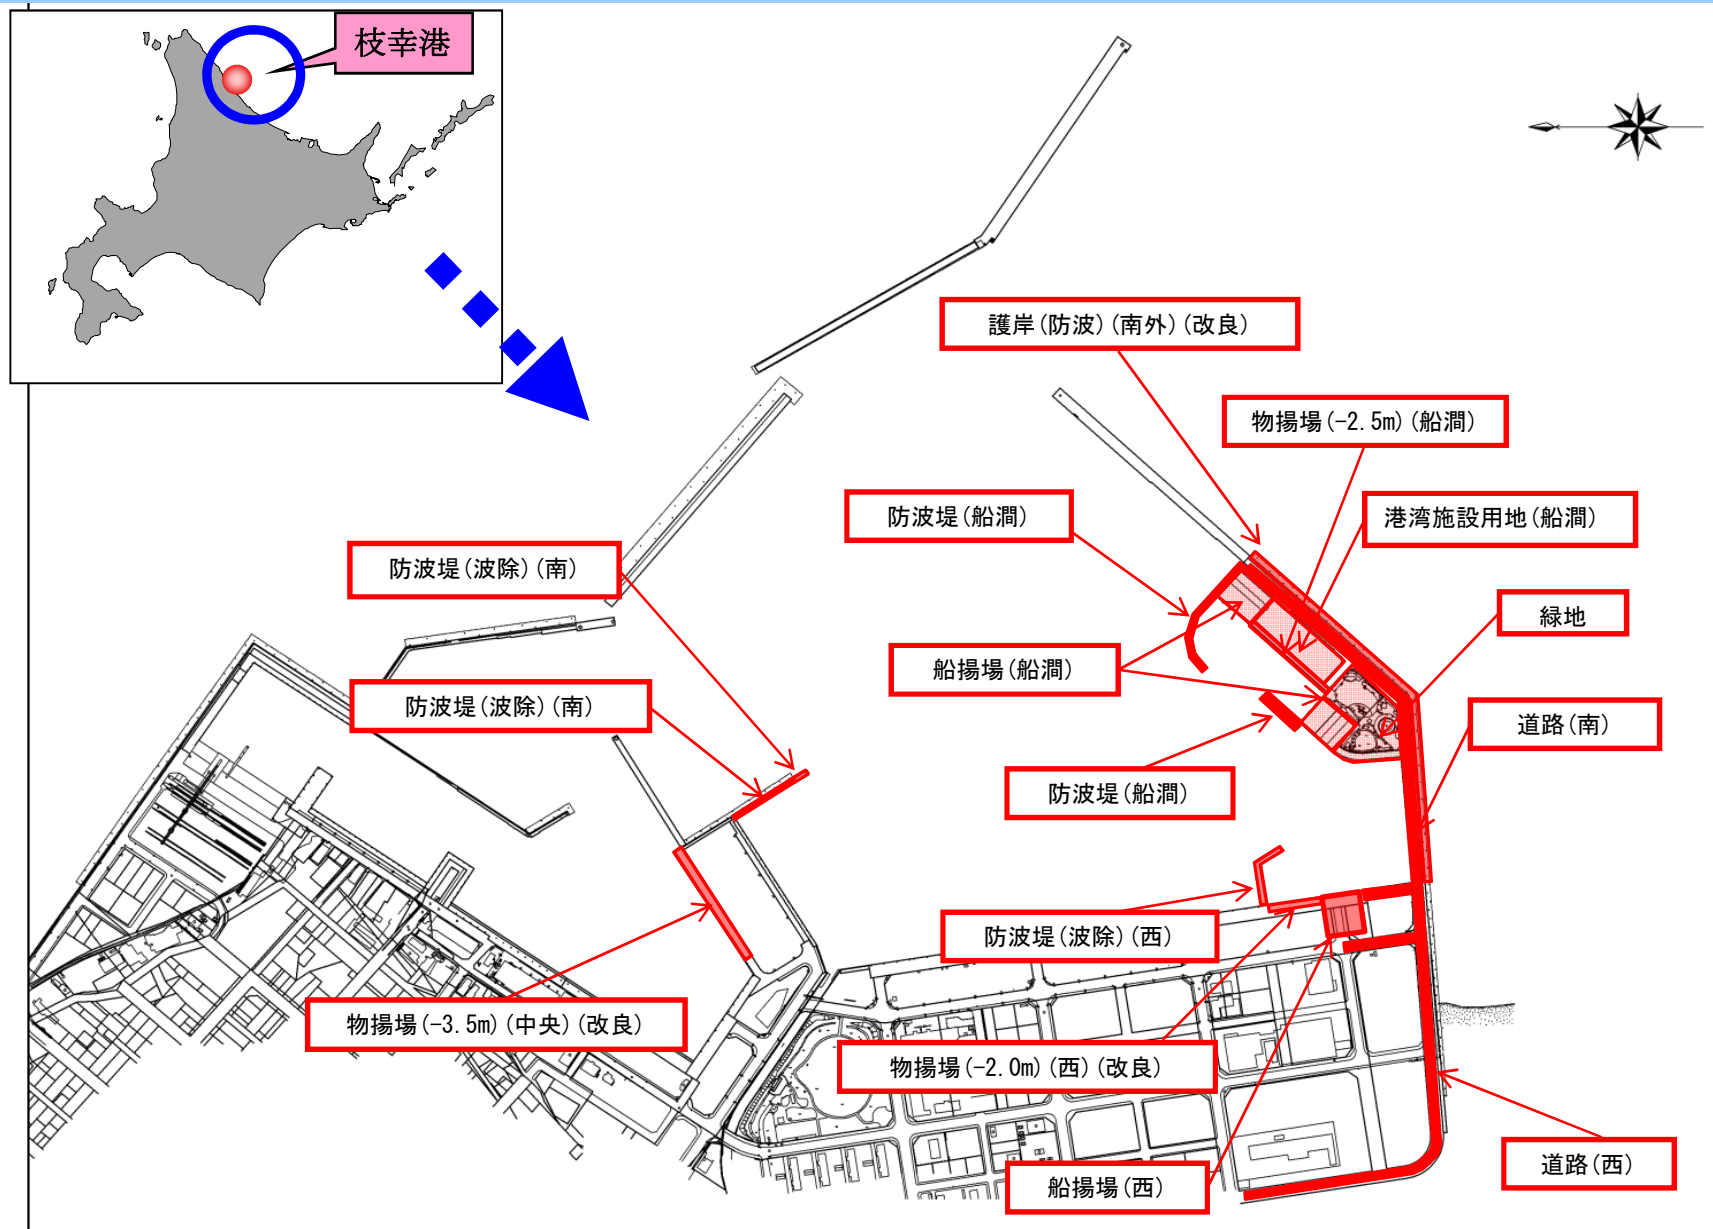 枝幸港
護岸(防波)(南外)(改良)
物揚場(-2.5m)(船澗)
防波堤(船澗)
港湾施設用地(船澗)
防波堤(波除)(南)
緑地
船揚場(船澗)
防波堤(波除)(南)
道路(南)
防波堤(船澗)
防波堤(波除)(西)
物揚場(-3.5m)(中央)(改良)
物揚場(-2.0m)(西)(改良)
道路(西)
船揚場(西)